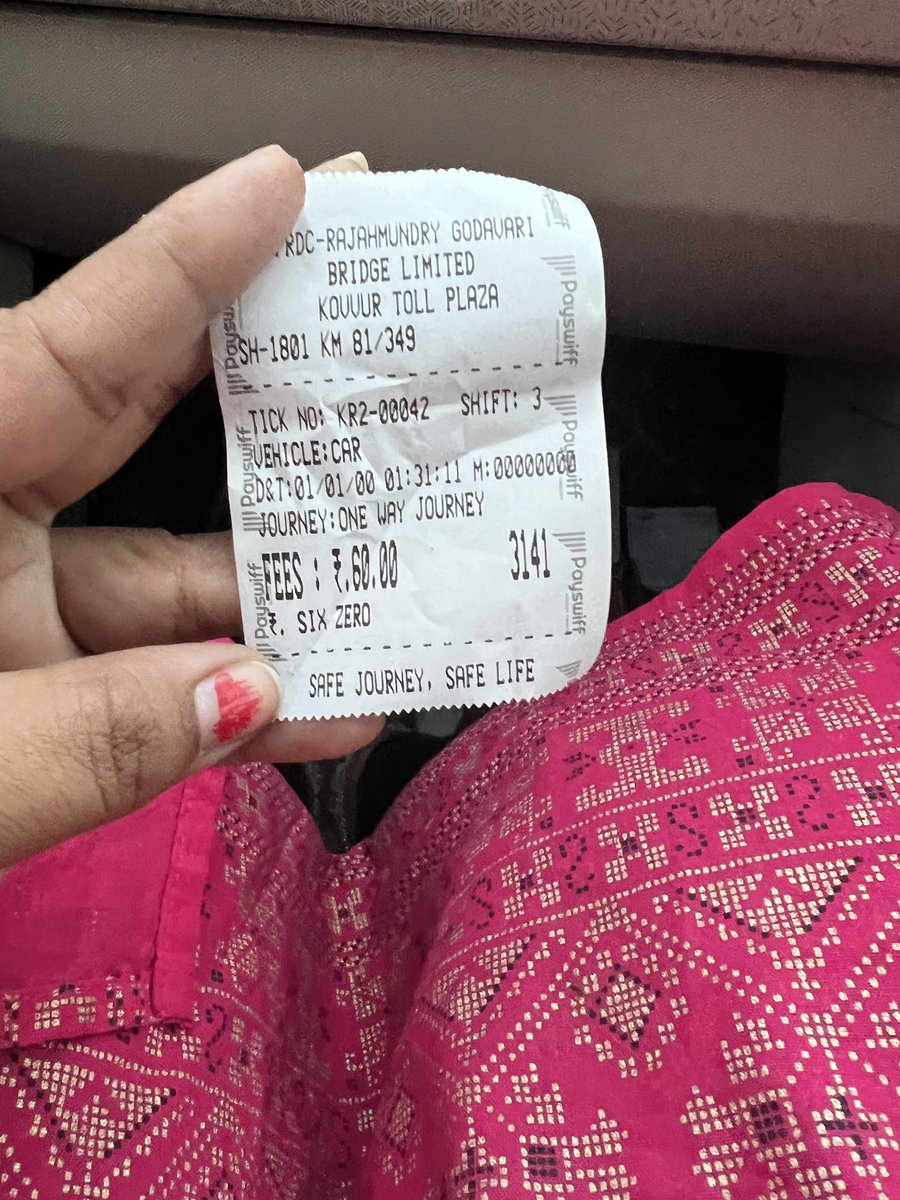 RDC-RAJAHMUNDRY GODAVARI
BRIDGE LIMITED
KOVVUR TOLL PLAZA
SH-1801 KM 81/349
TICK NO: KR2-00042 SHIFT: 3
VEHICLE:CAR
D&T:01/01/00 01:31:11 M:00000000
JOURNEY:ONE WAY JOURNEY
FEES : ₹.60.00 3141
₹. SIX ZERO
SAFE JOURNEY, SAFE LIFE
Payswiff
Payswiff
Payswiff
Payswiff
Payswiff
Payswiff